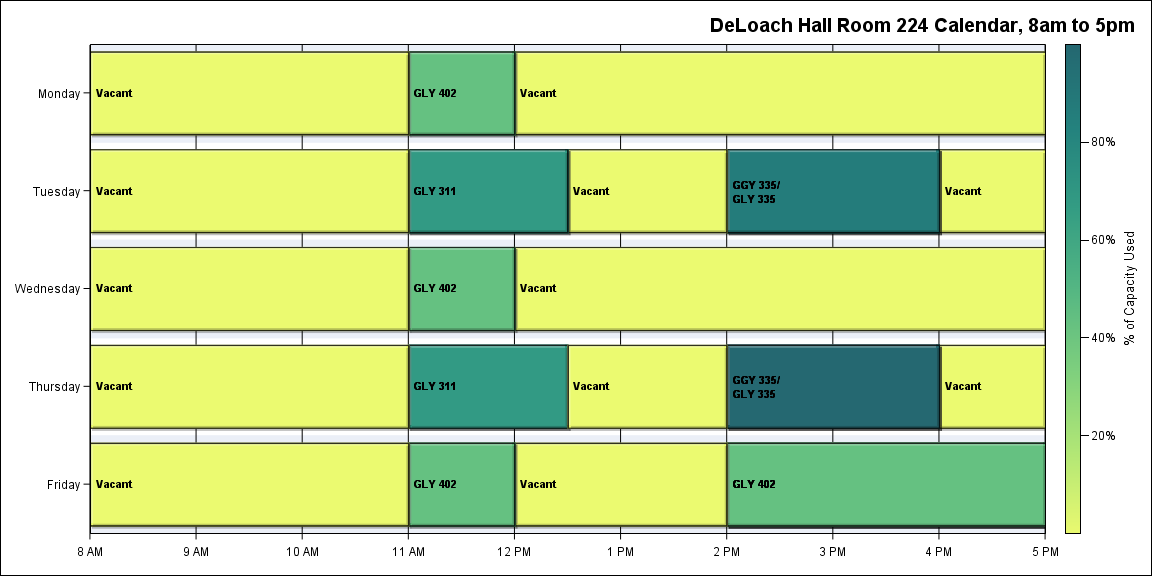 DeLoach Hall Room 224 Calendar, 8am to 5pm
Monday
Vacant
GLY 402
Vacant
Tuesday
Vacant
GLY 311
Vacant
GGY 335/
GLY 335
Vacant
Wednesday
Vacant
GLY 402
Vacant
Thursday
Vacant
GLY 311
Vacant
GGY 335/
GLY 335
Vacant
Friday
Vacant
GLY 402
Vacant
GLY 402
8 AM
9 AM
10 AM
11 AM
12 PM
1 PM
2 PM
3 PM
4 PM
5 PM
80%
60%
40%
20%
% of Capacity Used